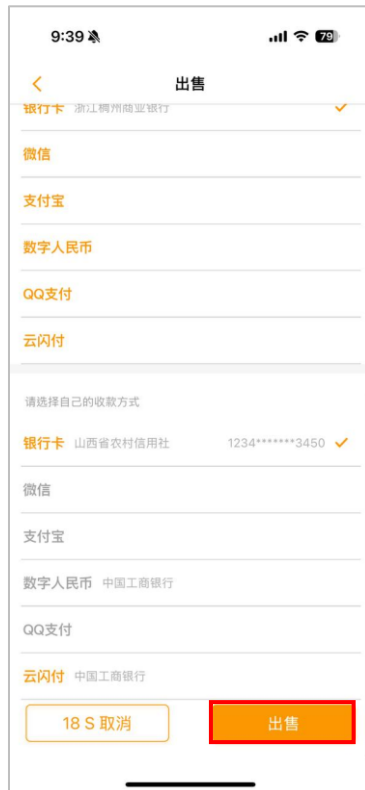 9:39
79
出售
银行卡 浙江稠州商业银行
微信
支付宝
数字人民币
QQ支付
云闪付
请选择自己的收款方式
银行卡 山西省农村信用社 1234*******3450
微信
支付宝
数字人民币 中国工商银行
QQ支付
云闪付 中国工商银行
18 S 取消 出售